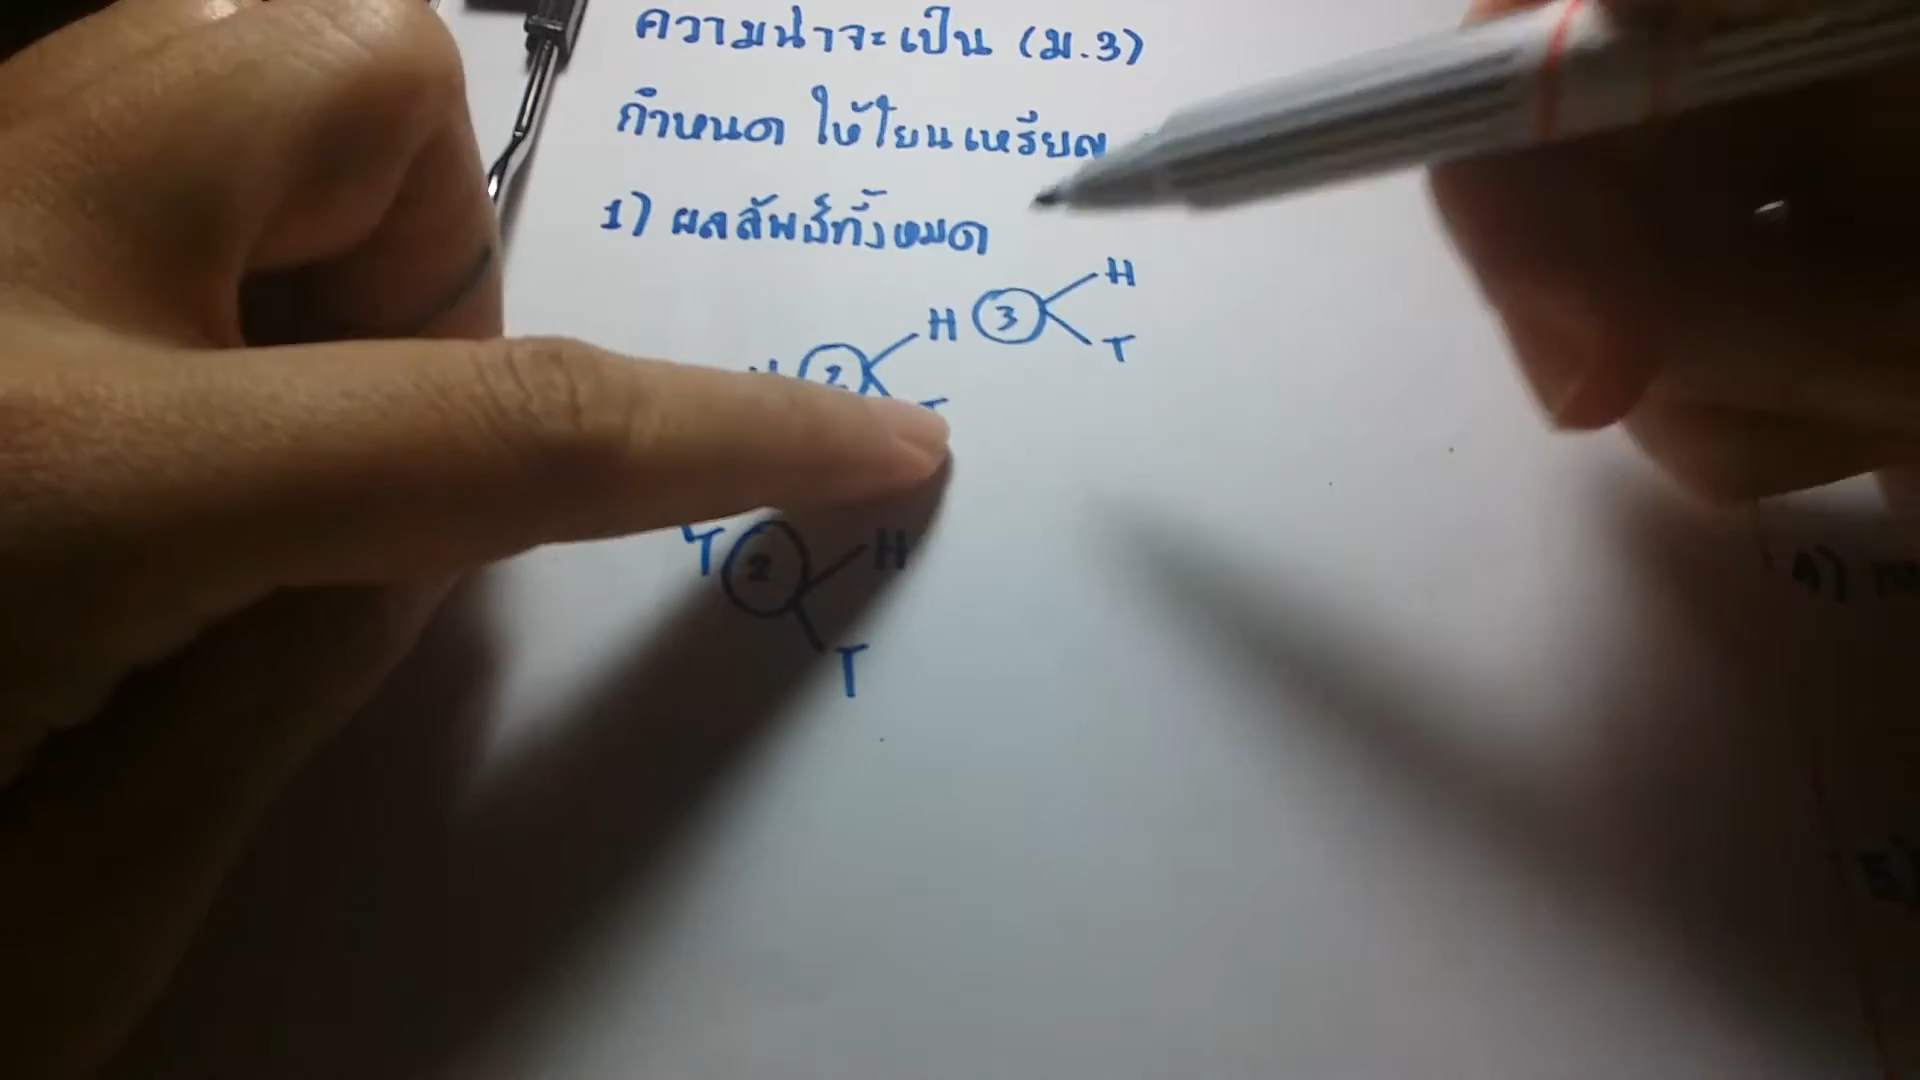 ความน่าจะเป็น (ม.3)
กำหนด ให้โยนเหรียญ
1) ผลลัพธ์ทั้งหมด
H
H 3
T
2
T
T 2 H
T